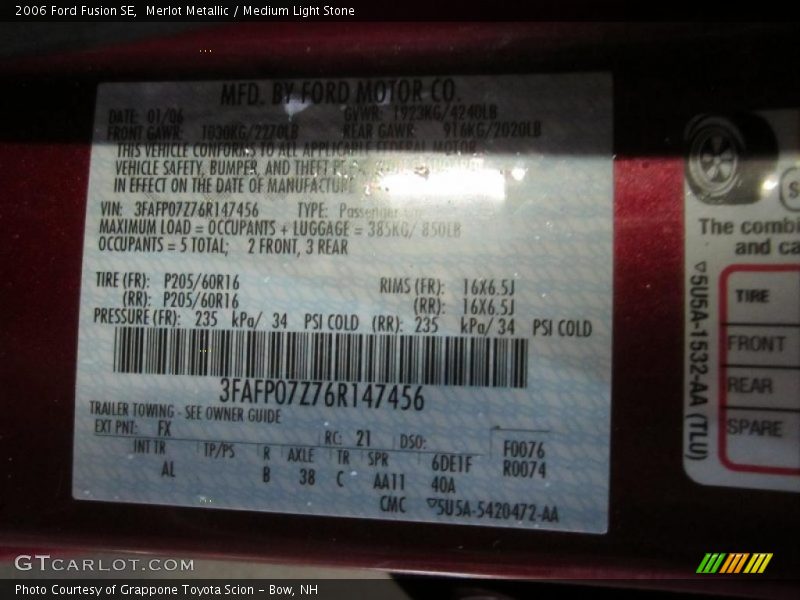 2006 Ford Fusion SE,  Merlot Metallic / Medium Light Stone
MFD. BY FORD MOTOR CO.
DATE: 01/06 GVWR: 1923KG/4240LB
FRONT GAWR: 1030KG/2270LB REAR GAWR: 916KG/2020LB
THIS VEHICLE CONFORMS TO ALL APPLICABLE FEDERAL MOTOR
VEHICLE SAFETY, BUMPER, AND THEFT
IN EFFECT ON THE DATE OF MANUFACTURE
VIN: 3FAFP07Z76R147456 TYPE: Passenger
MAXIMUM LOAD = OCCUPANTS + LUGGAGE = 385KG/ 850LB
OCCUPANTS = 5 TOTAL; 2 FRONT, 3 REAR
TIRE (FR): P205/60R16 RIMS (FR): 16X6.5J
(RR): P205/60R16 (RR): 16X6.5J
PRESSURE (FR): 235 kPa/ 34 PSI COLD (RR): 235 kPa/ 34 PSI COLD
3FAFP07Z76R147456
TRAILER TOWING - SEE OWNER GUIDE
EXT PNT: FX RC: 21 DSO: F0076
INT TR TP/PS R AXLE TR SPR 6DE1F R0074
AL B 38 C AA11 40A
CMC ▽5U5A-5420472-AA
The combi
and ca
TIRE
FRONT
REAR
SPARE
▽5U5A-1532-AA (TLU)
GTCARLOT.COM
Photo Courtesy of Grappone Toyota Scion – Bow, NH